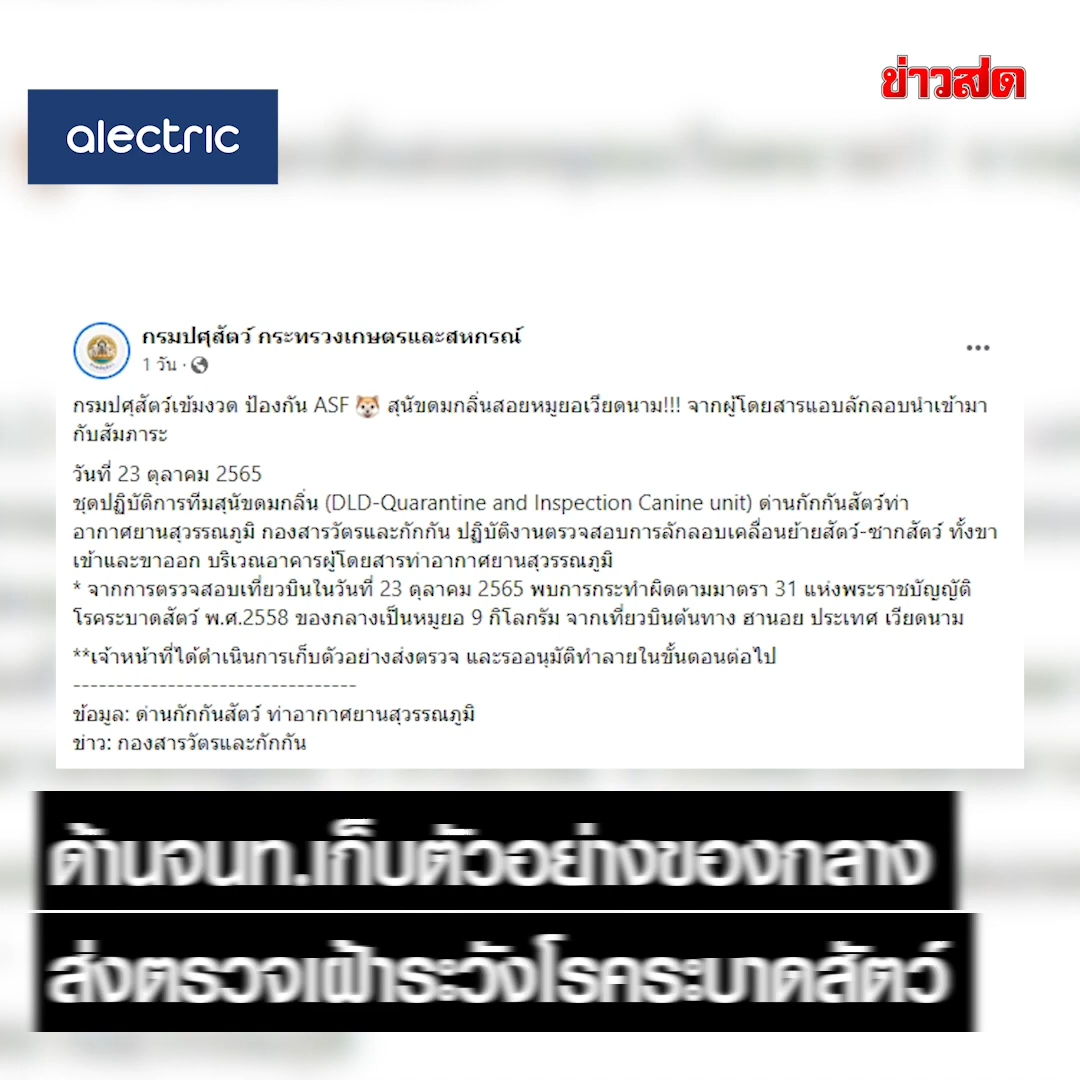 alectric
ข่าวสด
กรมปศุสัตว์ กระทรวงเกษตรและสหกรณ์
1 วัน ·
กรมปศุสัตว์เข้มงวด ป้องกัน ASF 🐶 สุนัขดมกลิ่นสอยหมูยอเวียดนาม!!! จากผู้โดยสารแอบลักลอบนำเข้ามา
กับสัมภาระ
วันที่ 23 ตุลาคม 2565
ชุดปฏิบัติการทีมสุนัขดมกลิ่น (DLD-Quarantine and Inspection Canine unit) ด่านกักกันสัตว์ท่า
อากาศยานสุวรรณภูมิ กองสารวัตรและกักกัน ปฏิบัติงานตรวจสอบการลักลอบเคลื่อนย้ายสัตว์-ซากสัตว์ ทั้งขา
เข้าและขาออก บริเวณอาคารผู้โดยสารท่าอากาศยานสุวรรณภูมิ
* จากการตรวจสอบเที่ยวบินในวันที่ 23 ตุลาคม 2565 พบการกระทำผิดตามมาตรา 31 แห่งพระราชบัญญัติ
โรคระบาดสัตว์ พ.ศ.2558 ของกลางเป็นหมูยอ 9 กิโลกรัม จากเที่ยวบินต้นทาง ฮานอย ประเทศ เวียดนาม
**เจ้าหน้าที่ได้ดำเนินการเก็บตัวอย่างส่งตรวจ และรออนุมัติทำลายในขั้นตอนต่อไป
---------------------------------
ข้อมูล: ด่านกักกันสัตว์ ท่าอากาศยานสุวรรณภูมิ
ข่าว: กองสารวัตรและกักกัน
ด้านจนท.เก็บตัวอย่างของกลาง
ส่งตรวจเฝ้าระวังโรคระบาดสัตว์